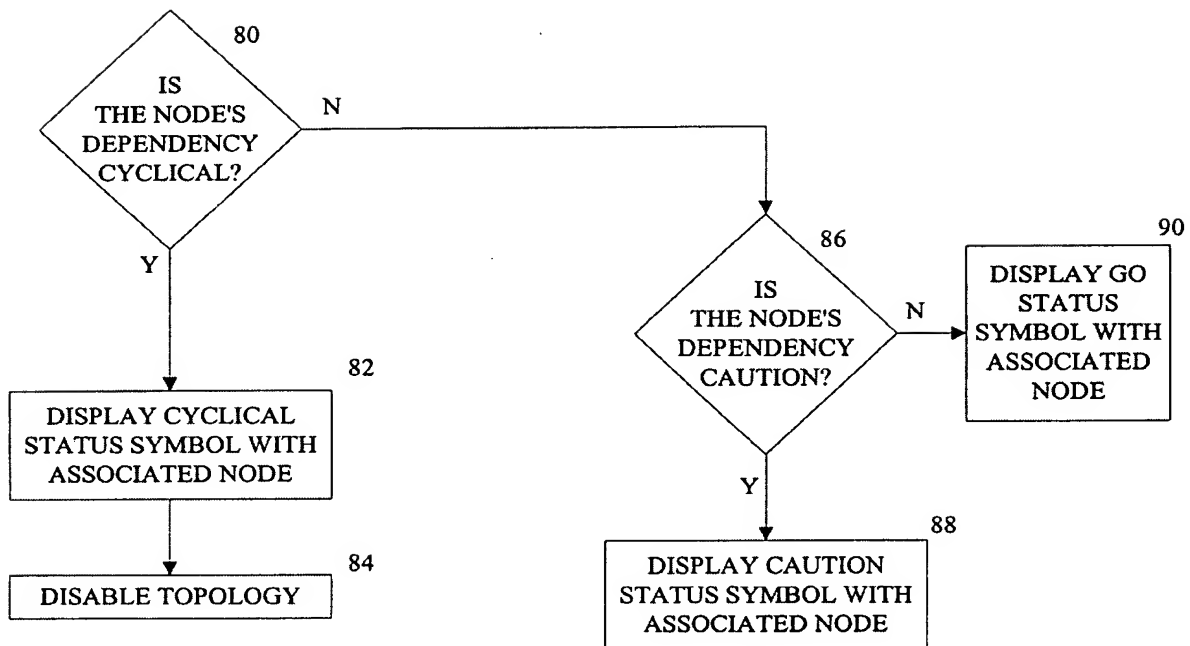 80
IS
THE NODE'S
DEPENDENCY
CYCLICAL?
N
Y
82
DISPLAY CYCLICAL
STATUS SYMBOL WITH
ASSOCIATED NODE
84
DISABLE TOPOLOGY
86
IS
THE NODE'S
DEPENDENCY
CAUTION?
N
90
DISPLAY GO
STATUS
SYMBOL WITH
ASSOCIATED
NODE
Y
88
DISPLAY CAUTION
STATUS SYMBOL WITH
ASSOCIATED NODE